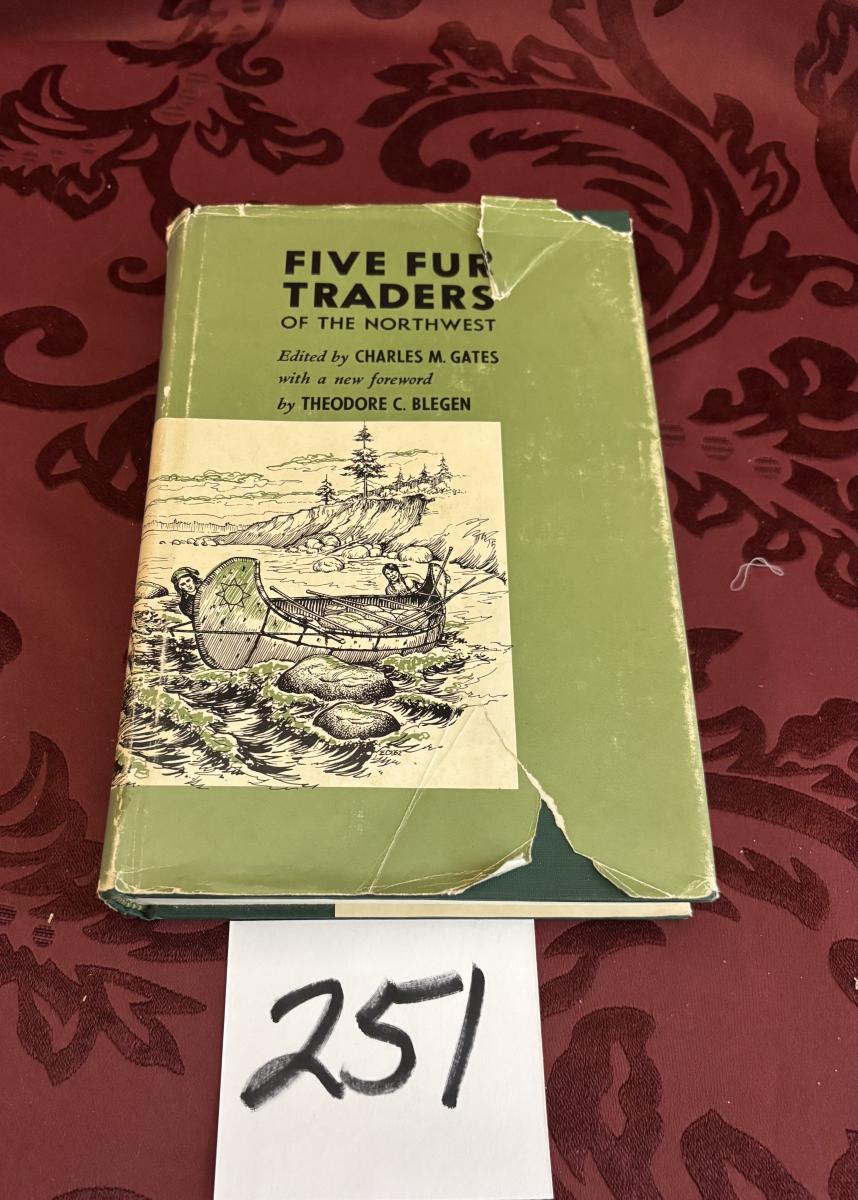 FIVE FUR
TRADERS
OF THE NORTHWEST
Edited by CHARLES M. GATES
with a new foreword
by THEODORE C. BLEGEN
251